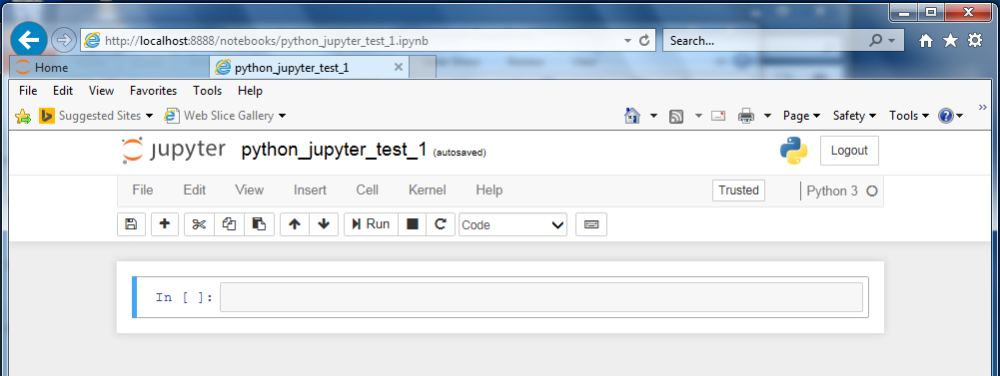 http://localhost:8888/notebooks/python_jupyter_test_1.ipynb Search...
Home python_jupyter_test_1
File Edit View Favorites Tools Help
Suggested Sites Web Slice Gallery Page Safety Tools
jupyter python_jupyter_test_1 (autosaved) Logout
File Edit View Insert Cell Kernel Help Trusted Python 3
Run Code
In [ ]: